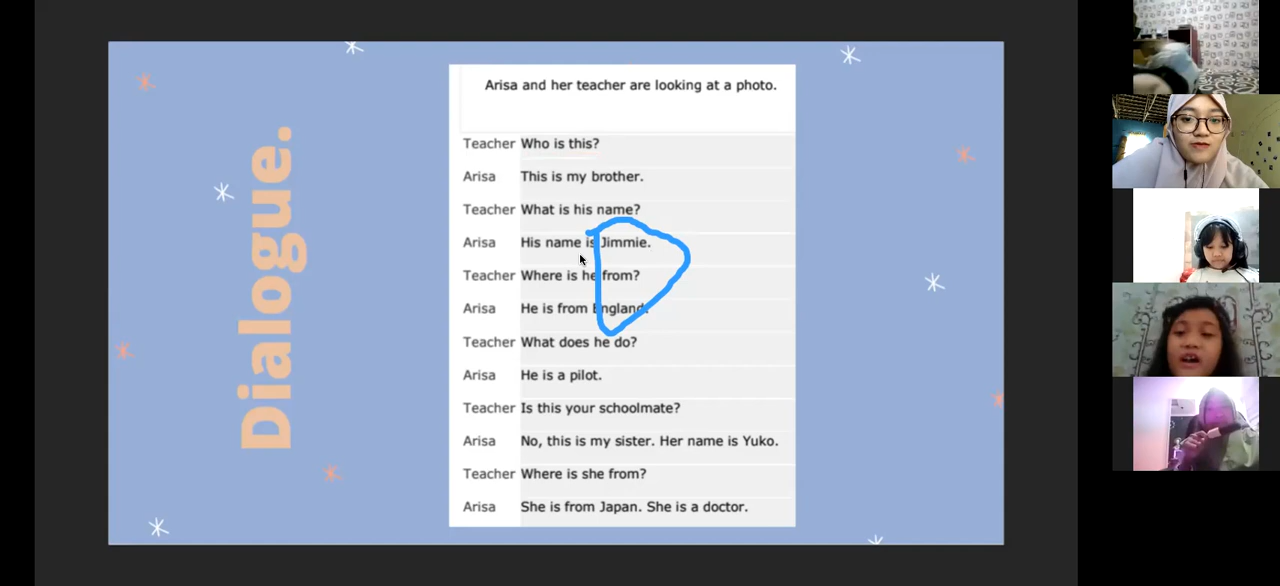 Dialogue.
Arisa and her teacher are looking at a photo.
Teacher Who is this?
Arisa This is my brother.
Teacher What is his name?
Arisa His name is Jimmie.
Teacher Where is he from?
Arisa He is from England.
Teacher What does he do?
Arisa He is a pilot.
Teacher Is this your schoolmate?
Arisa No, this is my sister. Her name is Yuko.
Teacher Where is she from?
Arisa She is from Japan. She is a doctor.